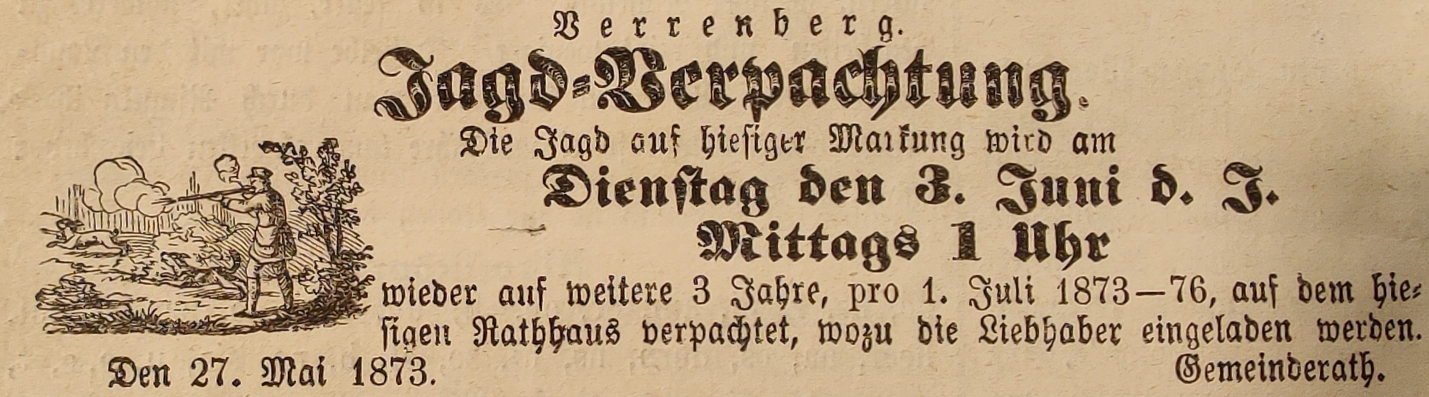 Verrenberg.
Jagd-Verpachtung.
Die Jagd auf hiesiger Markung wird am
Dienstag den 3. Juni d. J.
Mittags 1 Uhr
wieder auf weitere 3 Jahre, pro 1. Juli 1873—76, auf dem hie-
sigen Rathhaus verpachtet, wozu die Liebhaber eingeladen werden.
Den 27. Mai 1873. Gemeinderath.